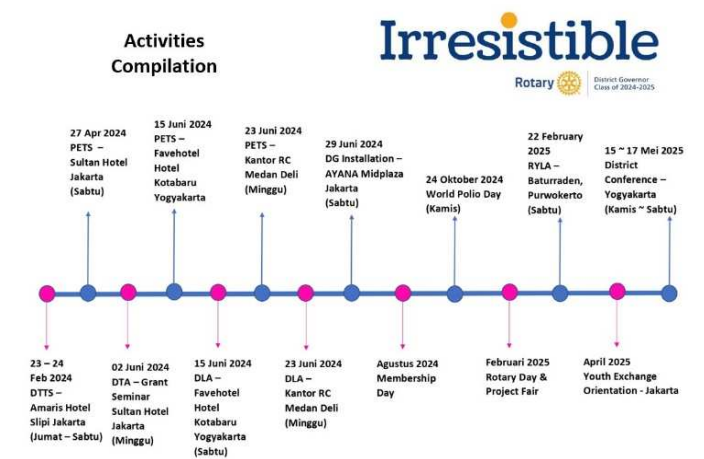 Activities
Compilation
Irresistible
Rotary
District Governor
Class of 2024-2025
27 Apr 2024
PETS –
Sultan Hotel
Jakarta
(Sabtu)
15 Juni 2024
PETS –
Favehotel
Hotel
Kotabaru
Yogyakarta
23 Juni 2024
PETS –
Kantor RC
Medan Deli
(Minggu)
29 Juni 2024
DG Installation –
AYANA Midplaza
Jakarta
(Sabtu)
24 Oktober 2024
World Polio Day
(Kamis)
22 February
2025
RYLA –
Baturraden,
Purwokerto
(Sabtu)
15 ~ 17 Mei 2025
District
Conference –
Yogyakarta
(Kamis ~ Sabtu)
23 – 24
Feb 2024
DTTS –
Amaris Hotel
Slipi Jakarta
(Jumat – Sabtu)
02 Juni 2024
DTA – Grant
Seminar
Sultan Hotel
Jakarta
(Minggu)
15 Juni 2024
DLA –
Favehotel
Hotel
Kotabaru
Yogyakarta
(Sabtu)
23 Juni 2024
DLA –
Kantor RC
Medan Deli
(Minggu)
Agustus 2024
Membership
Day
Februari 2025
Rotary Day &
Project Fair
April 2025
Youth Exchange
Orientation - Jakarta